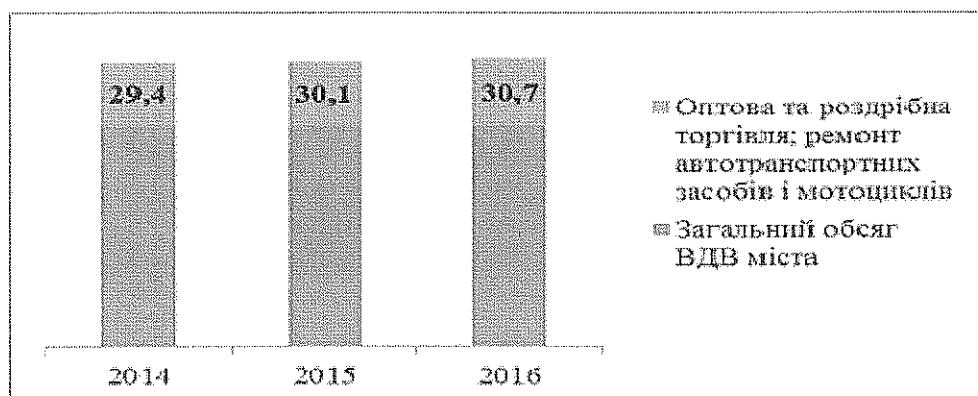 29,4 30,1 30,7
Оптова та роздрібна
торгівля; ремонт
автотранспортних
засобів і мотоциклів
Загальний обсяг
ВДВ міста
2014 2015 2016